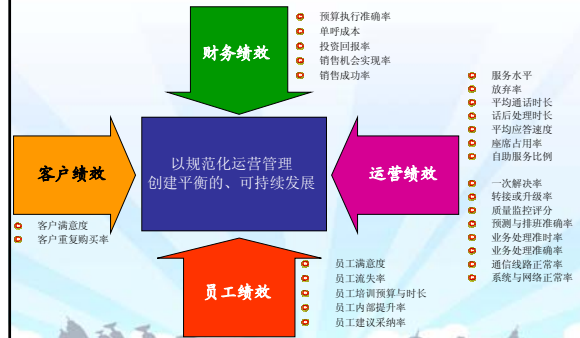 财务绩效
预算执行准确率
单呼成本
投资回报率
销售机会实现率
销售成功率
客户绩效
客户满意度
客户重复购买率
以规范化运营管理
创建平衡的、可持续发展
运营绩效
服务水平
放弃率
平均通话时长
话后处理时长
平均应答速度
座席占用率
自助服务比例
一次解决率
转接或升级率
质量监控评分
预测与排班准确率
业务处理准时率
业务处理准确率
通信线路正常率
系统与网络正常率
员工绩效
员工满意度
员工流失率
员工培训预算与时长
员工内部提升率
员工建议采纳率